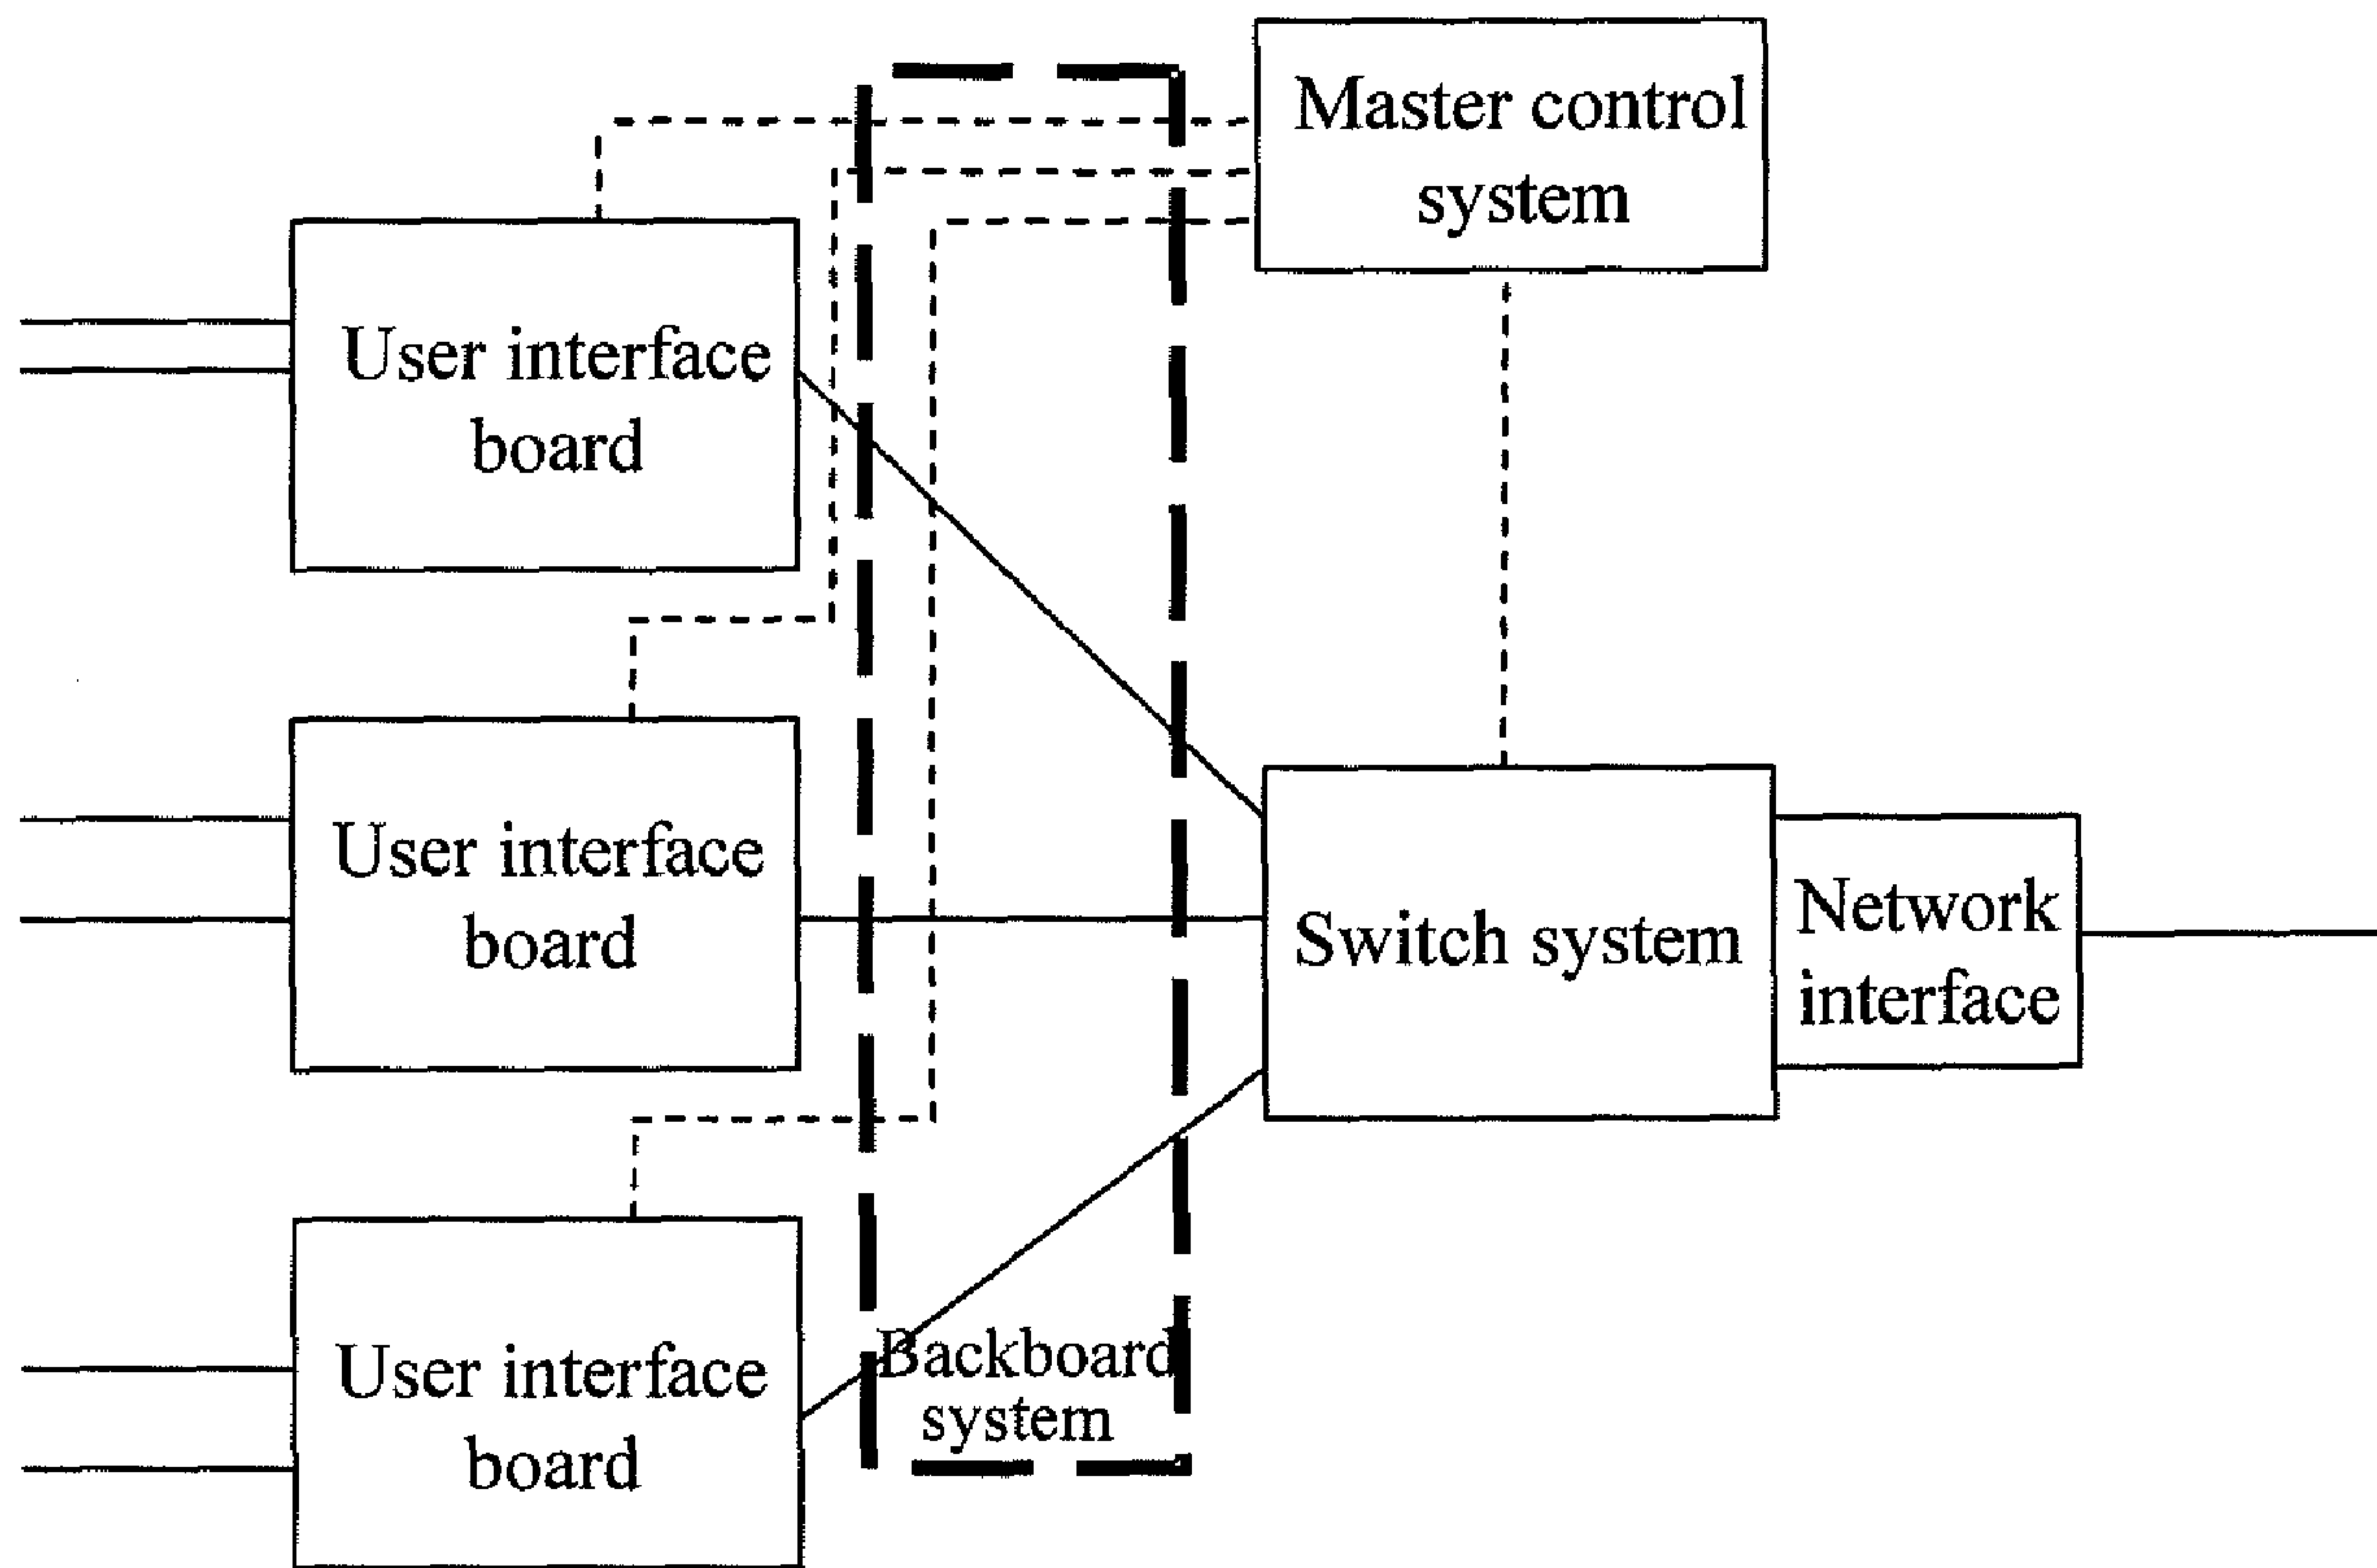 Master control
system
User interface
board
User interface
board
Switch system
Network
interface
User interface
board
Backboard
system